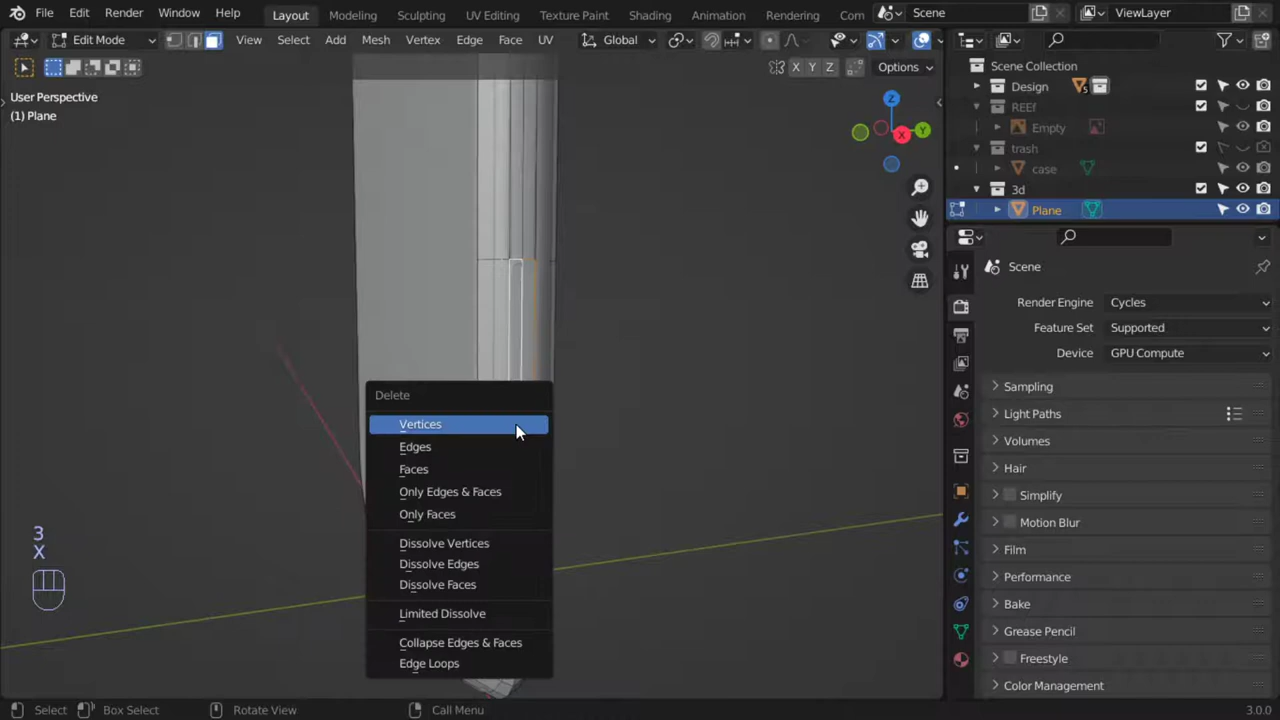 File Edit Render Window Help Layout Modeling Sculpting UV Editing Texture Paint Shading Animation Rendering Com Scene ViewLayer
Edit Mode View Select Add Mesh Vertex Edge Face UV Global
X Y Z Options
User Perspective
(1) Plane
Z
Y
X
Scene Collection
Design 5
REEf
Empty
trash
case
3d
Plane
Scene
Render Engine Cycles
Feature Set Supported
Device GPU Compute
Sampling
Light Paths
Volumes
Hair
Simplify
Motion Blur
Film
Performance
Bake
Grease Pencil
Freestyle
Color Management
Delete
Vertices
Edges
Faces
Only Edges & Faces
Only Faces
Dissolve Vertices
Dissolve Edges
Dissolve Faces
Limited Dissolve
Collapse Edges & Faces
Edge Loops
3
X
Select Box Select Rotate View Call Menu 3.0.0